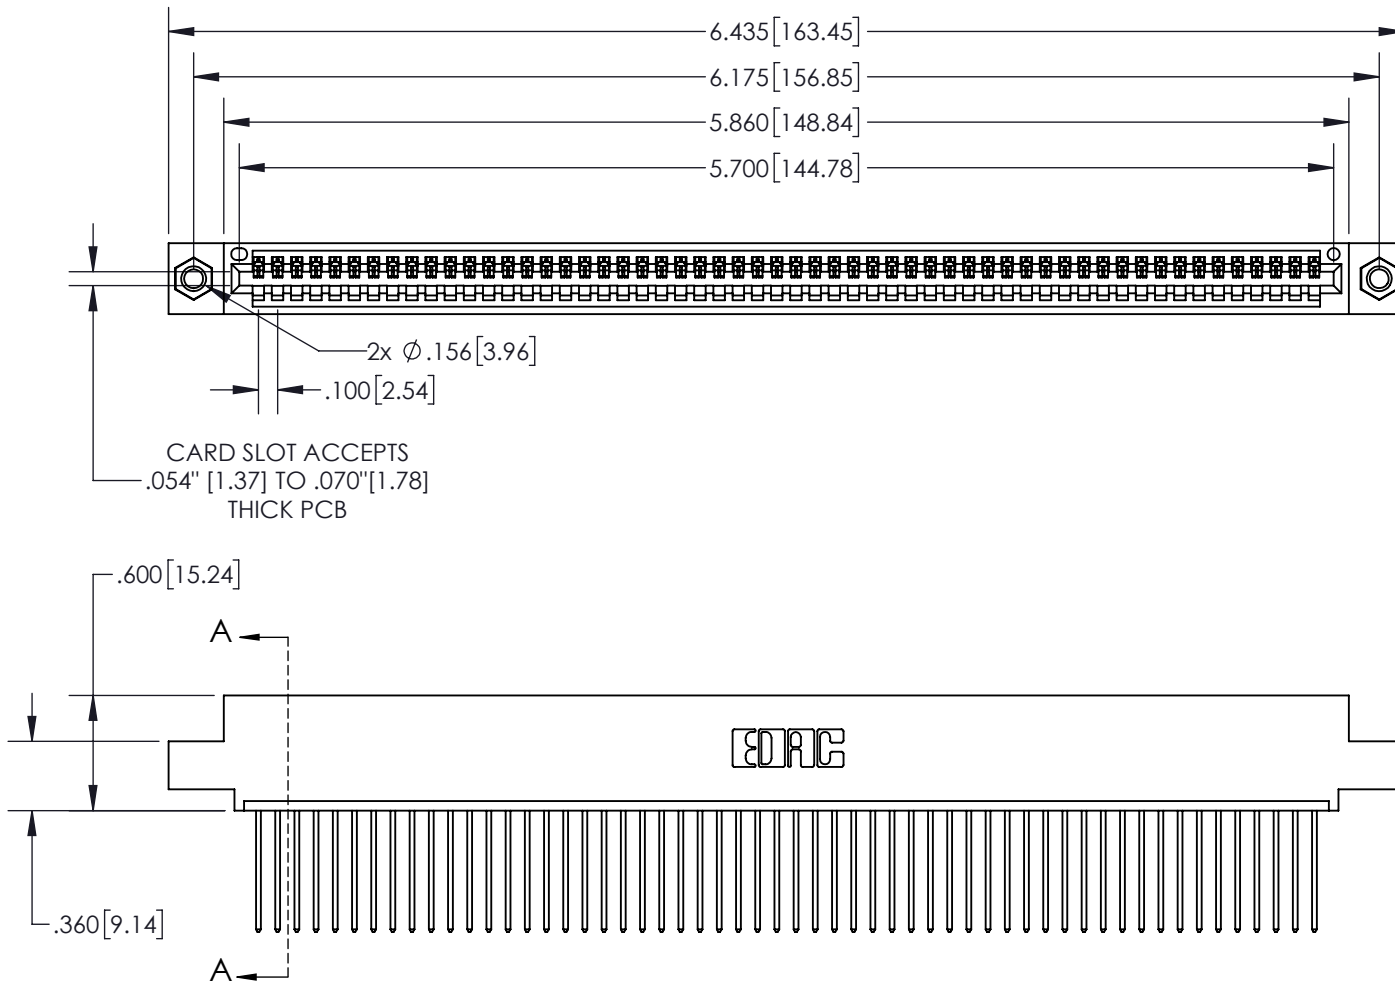 6.435[163.45]
6.175[156.85]
5.860[148.84]
5.700[144.78]
2x Ø.156[3.96]
.100[2.54]
CARD SLOT ACCEPTS
.054" [1.37] TO .070"[1.78]
THICK PCB
.600[15.24]
A
EDAC
.360[9.14]
A